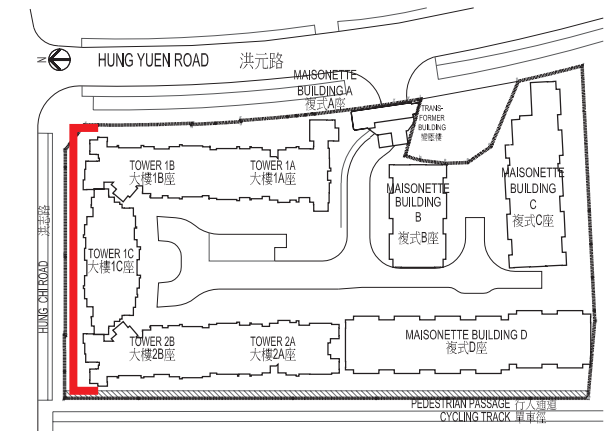 N
HUNG YUEN ROAD 洪元路
MAISONETTE
BUILDING A
複式A座
TRANS-
FORMER
BUILDING
變壓樓
TOWER 1B
大樓1B座
TOWER 1A
大樓1A座
MAISONETTE
BUILDING
B
複式B座
MAISONETTE
BUILDING
C
複式C座
HUNG CHI ROAD 洪志路
TOWER 1C
大樓1C座
TOWER 2B
大樓2B座
TOWER 2A
大樓2A座
MAISONETTE BUILDING D
複式D座
PEDESTRIAN PASSAGE 行人通道
CYCLING TRACK 單車徑